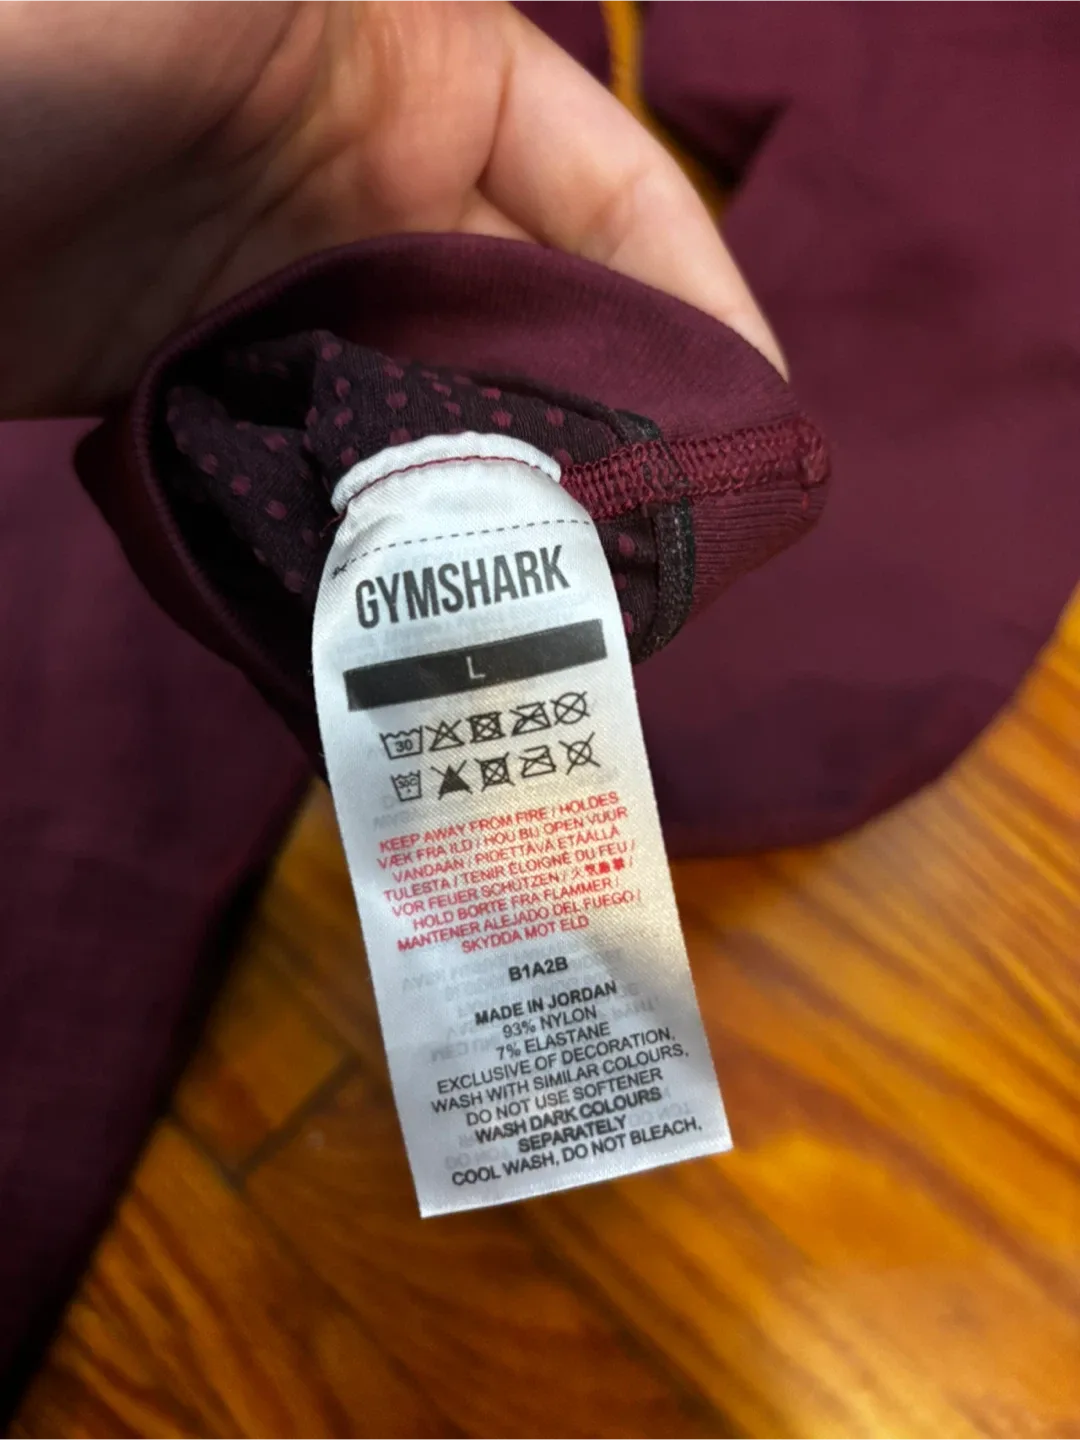 GYMSHARK
L
30
KEEP AWAY FROM FIRE / HOLDES
VÆK FRA ILD / HOU BIJ OPEN VUUR
VANDAAN / PIDETTÄVÄ ETÄÄLLÄ
TULESTA / TENIR ÉLOIGNÉ DU FEU /
VOR FEUER SCHÜTZEN / 火
HOLD BORTE FRA FLAMMER /
MANTENER ALEJADO DEL FUEGO /
SKYDDA MOT ELD
B1A2B
MADE IN JORDAN
93% NYLON
7% ELASTANE
EXCLUSIVE OF DECORATION,
WASH WITH SIMILAR COLOURS,
DO NOT USE SOFTENER
WASH DARK COLOURS
SEPARATELY
COOL WASH, DO NOT BLEACH,